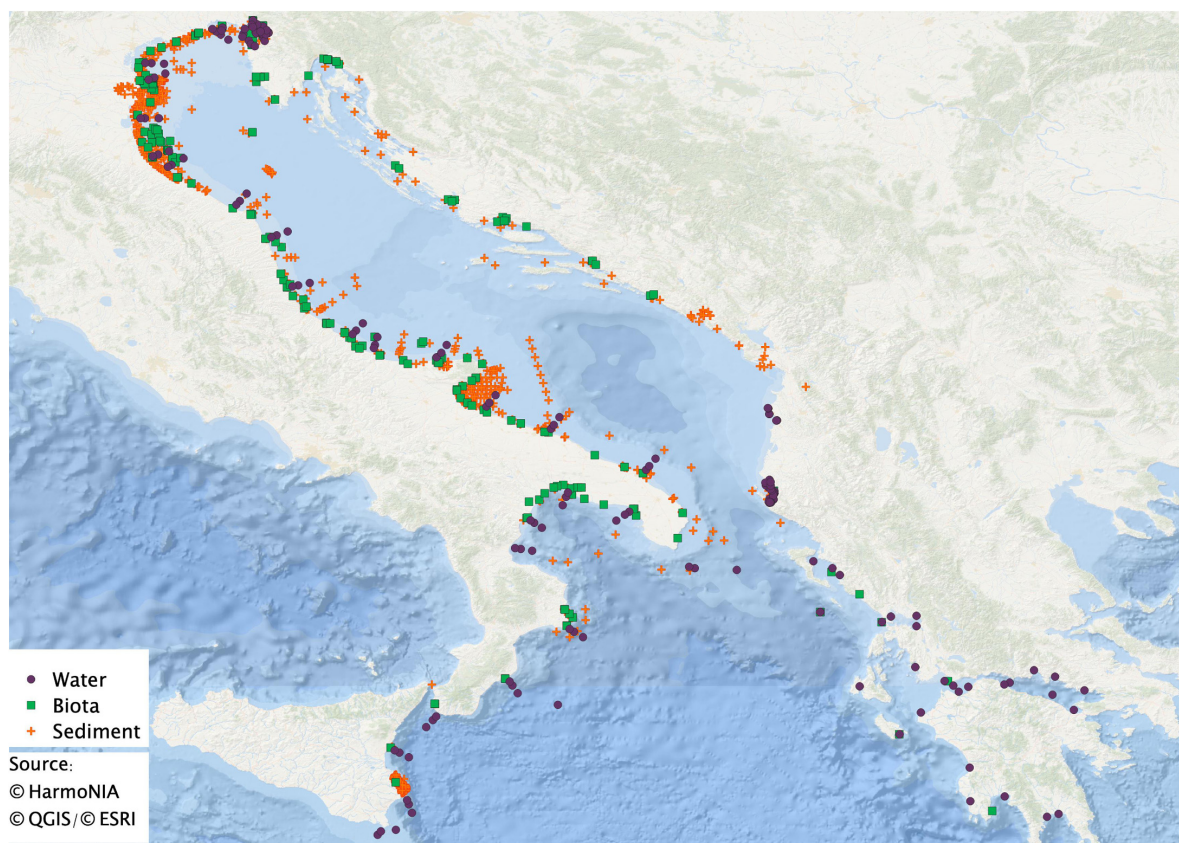 Water
Biota
Sediment
Source:
© HarmoNIA
© QGIS/© ESRI